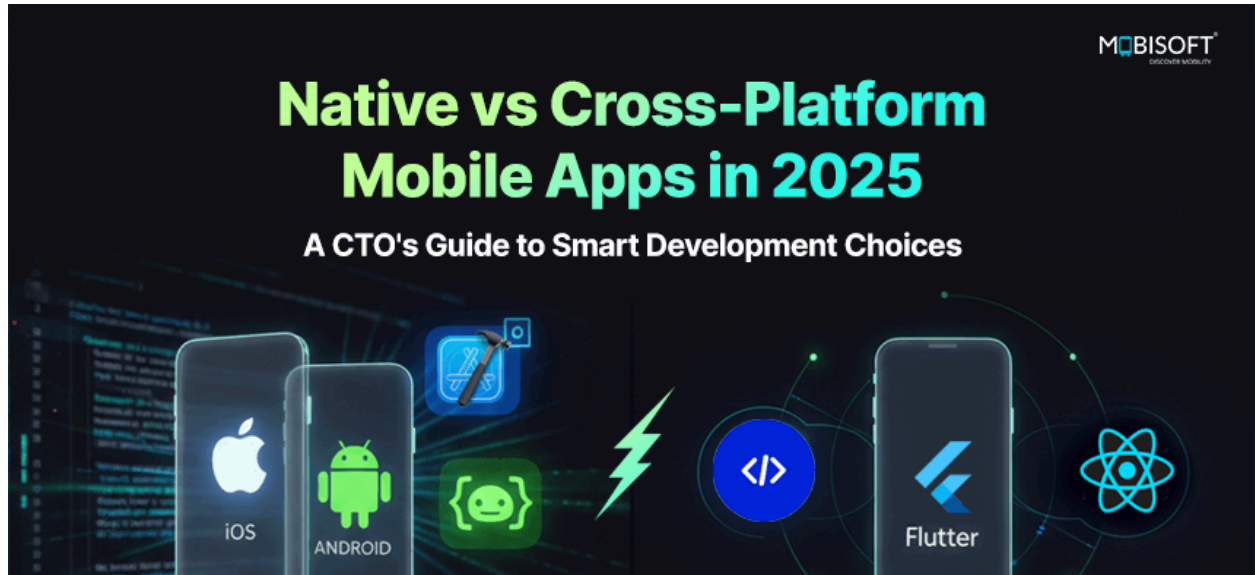 MOBISOFT
DISCOVER MOBILITY
Native vs Cross-Platform
Mobile Apps in 2025
A CTO's Guide to Smart Development Choices
iOS
ANDROID
{ }
</>
Flutter